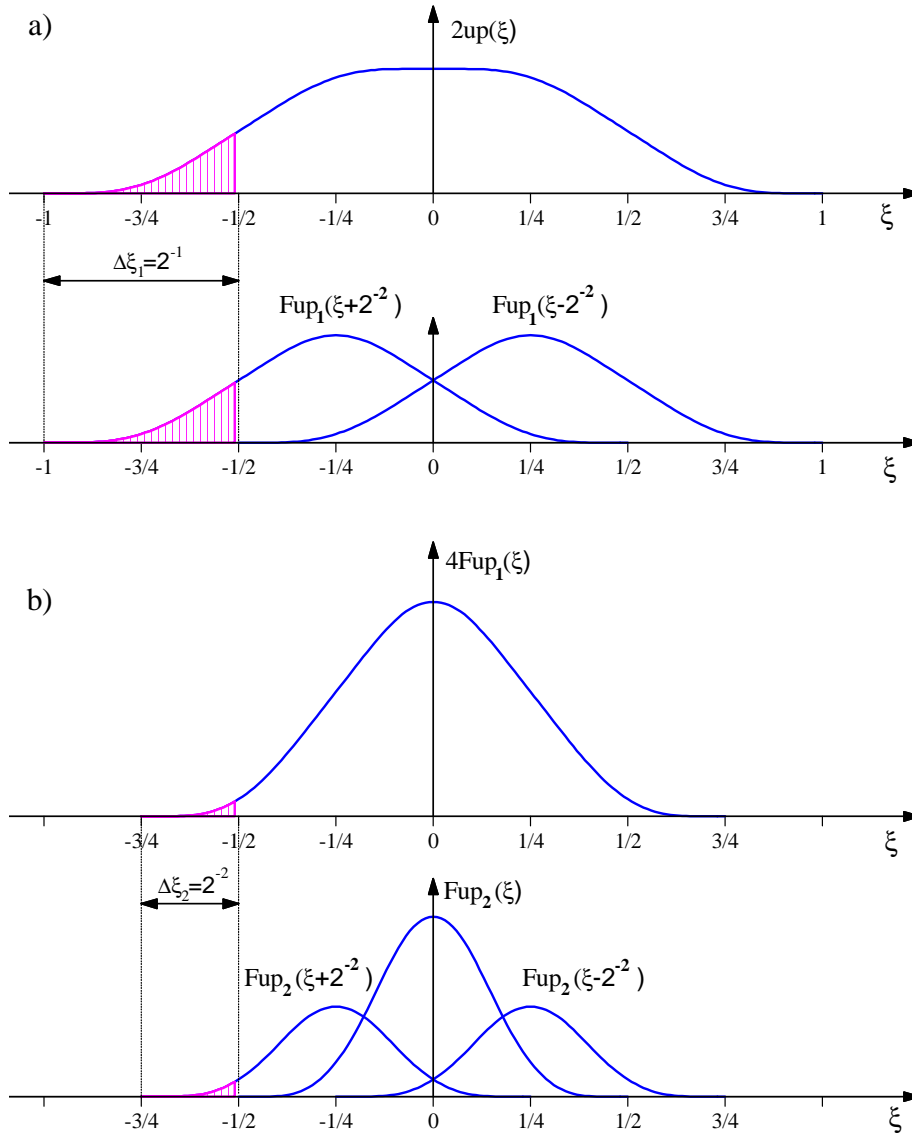 a)
2up(ξ)
-1 -3/4 -1/2 -1/4 0 1/4 1/2 3/4 1 ξ
Δξ₁=2⁻¹
Fup₁(ξ+2⁻²) Fup₁(ξ-2⁻²)
-1 -3/4 -1/2 -1/4 0 1/4 1/2 3/4 1 ξ
4Fup₁(ξ)
b)
-3/4 -1/2 -1/4 0 1/4 1/2 3/4 ξ
Δξ₂=2⁻²
Fup₂(ξ)
Fup₂(ξ+2⁻²) Fup₂(ξ-2⁻²)
-3/4 -1/2 -1/4 0 1/4 1/2 3/4 ξ